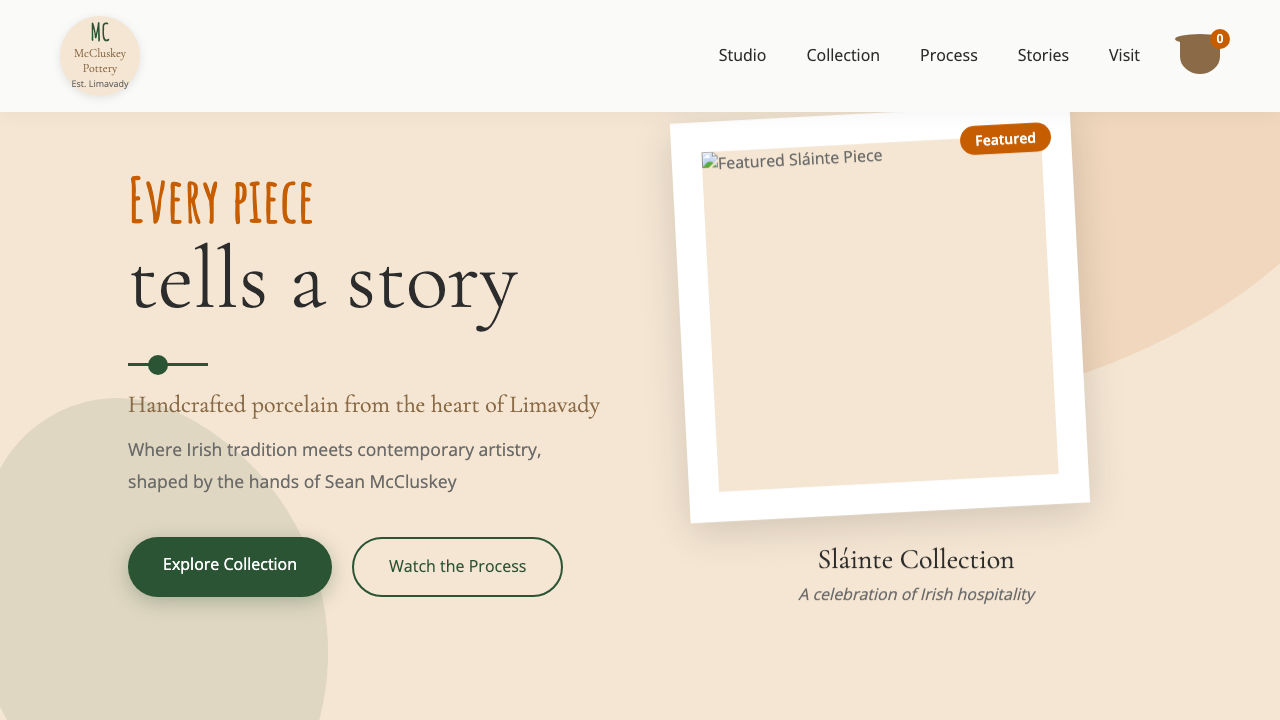 MC
McCluskey
Pottery
Est. Limavady
Studio
Collection
Process
Stories
Visit
0
Every piece
tells a story
Handcrafted porcelain from the heart of Limavady
Where Irish tradition meets contemporary artistry,
shaped by the hands of Sean McCluskey
Explore Collection
Watch the Process
Featured
Featured Sláinte Piece
Sláinte Collection
A celebration of Irish hospitality